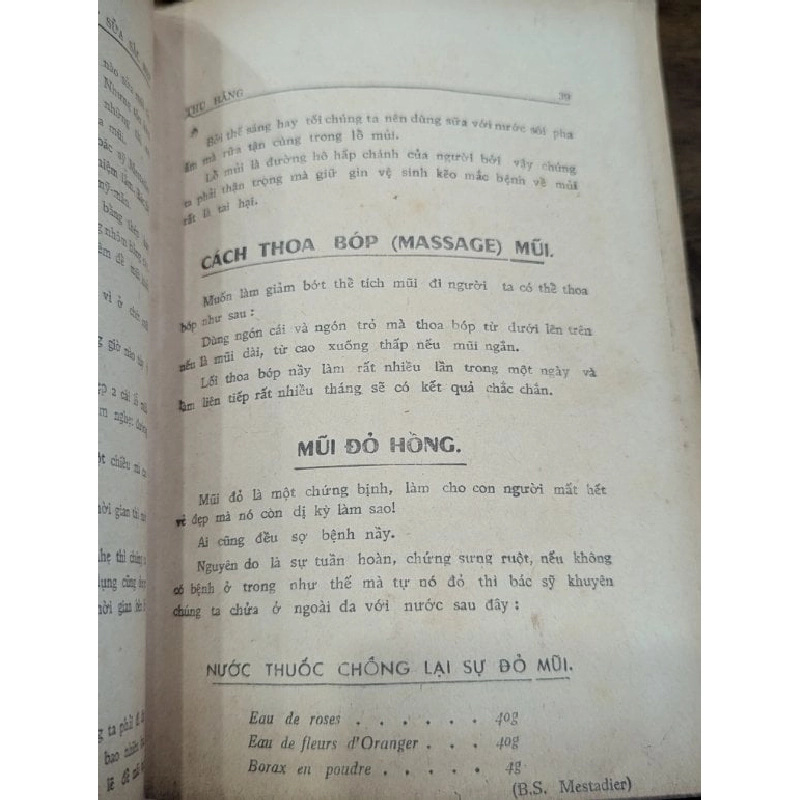 THU HẰNG 39
Bởi thế sáng hay tối chúng ta nên dùng sữa với nước sôi pha
ấm mà rửa tận cùng trong lỗ mũi.
Lỗ mũi là đường hô hấp chánh của người bởi vậy chúng
ta phải thận trọng mà giữ gìn vệ sinh kẽo mắc bệnh về mũi
rất là tai hại.
CÁCH THOA BÓP (MASSAGE) MŨI.
Muốn làm giảm bớt thể tích mũi đi người ta có thể thoa
bóp như sau :
Dùng ngón cái và ngón trỏ mà thoa bóp từ dưới lên trên
nếu là mũi dài, từ cao xuống thấp nếu mũi ngắn.
Lối thoa bóp nầy làm rất nhiều lần trong một ngày và
làm liên tiếp rất nhiều tháng sẽ có kết quả chắc chắn.
MŨI ĐỎ HỒNG.
Mũi đỏ là một chứng bịnh, làm cho con người mất hết
vẻ đẹp mà nó còn dị kỳ làm sao!
Ai cũng đều sợ bệnh nầy.
Nguyên do là sự tuần hoàn, chứng sưng ruột, nếu không
có bệnh ở trong như thế mà tự nó đỏ thì bác sỹ khuyên
chúng ta chửa ở ngoài da với nước sau đây :
NƯỚC THUỐC CHỐNG LẠI SỰ ĐỎ MŨI.
Eau de roses . . . . . . 40g
Eau de fleurs d'Oranger . . . 40g
Borax en poudre . . . . . 4g
(B.S. Mestadier)